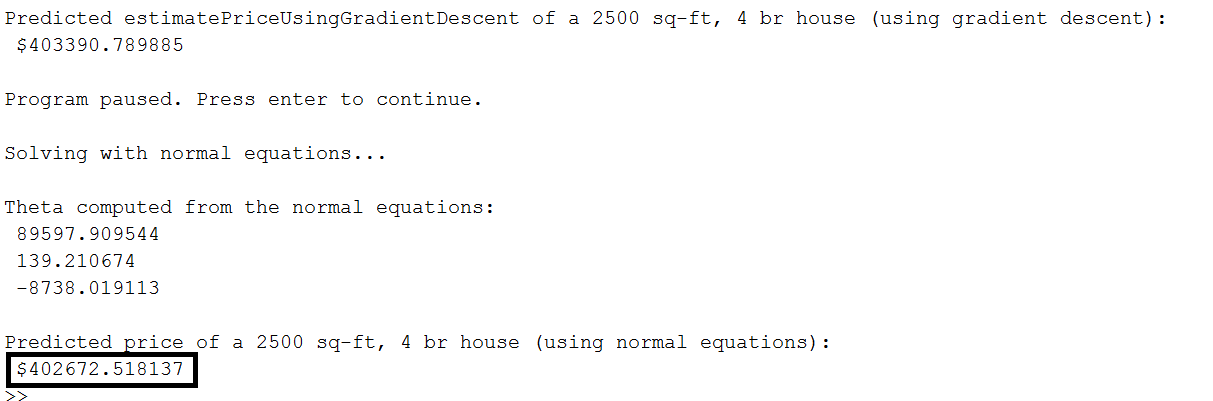 Predicted estimatePriceUsingGradientDescent of a 2500 sq-ft, 4 br house (using gradient descent):
$403390.789885
Program paused. Press enter to continue.
Solving with normal equations...
Theta computed from the normal equations:
89597.909544
139.210674
-8738.019113
Predicted price of a 2500 sq-ft, 4 br house (using normal equations):
$402672.518137
>>